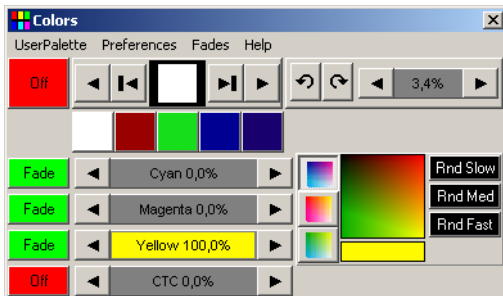 Colors
UserPalette Preferences Fades Help
Off 3,4%
Fade Cyan 0,0% Rnd Slow
Fade Magenta 0,0% Rnd Med
Fade Yellow 100,0% Rnd Fast
Off CTC 0,0%